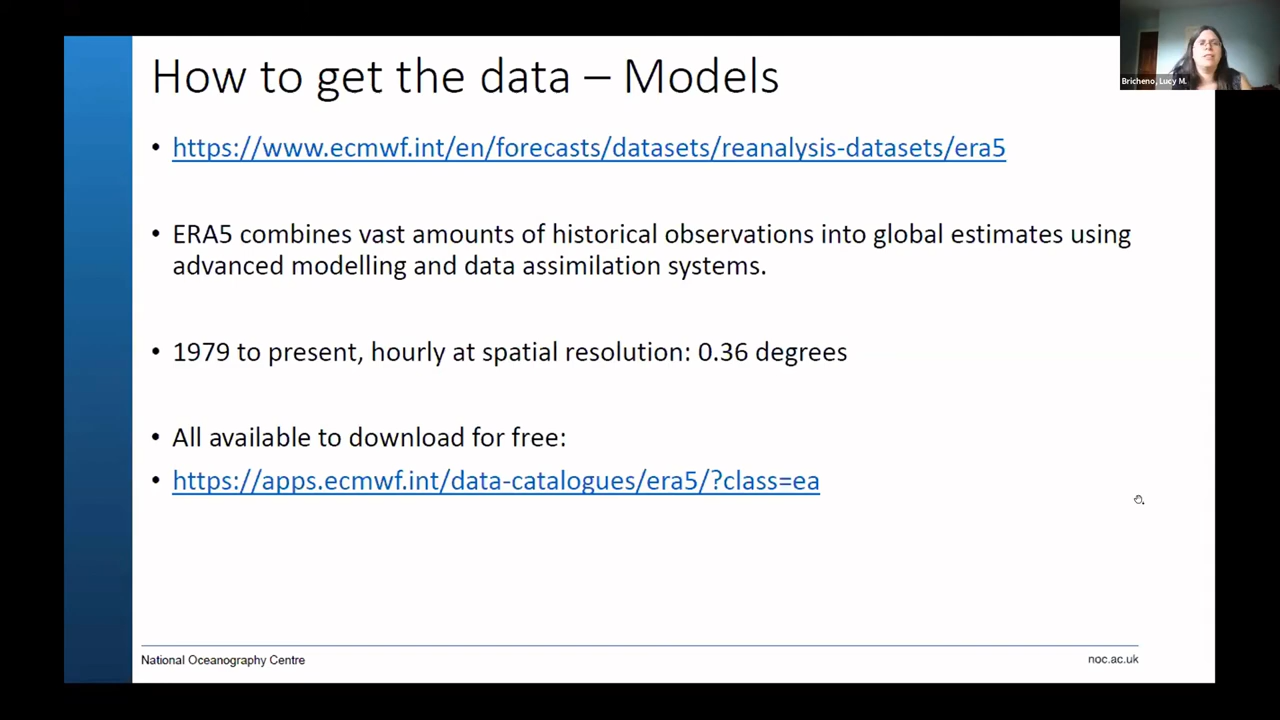 How to get the data – Models
Bricheno, Lucy M.
• https://www.ecmwf.int/en/forecasts/datasets/reanalysis-datasets/era5
• ERA5 combines vast amounts of historical observations into global estimates using
advanced modelling and data assimilation systems.
• 1979 to present, hourly at spatial resolution: 0.36 degrees
• All available to download for free:
• https://apps.ecmwf.int/data-catalogues/era5/?class=ea
National Oceanography Centre
noc.ac.uk